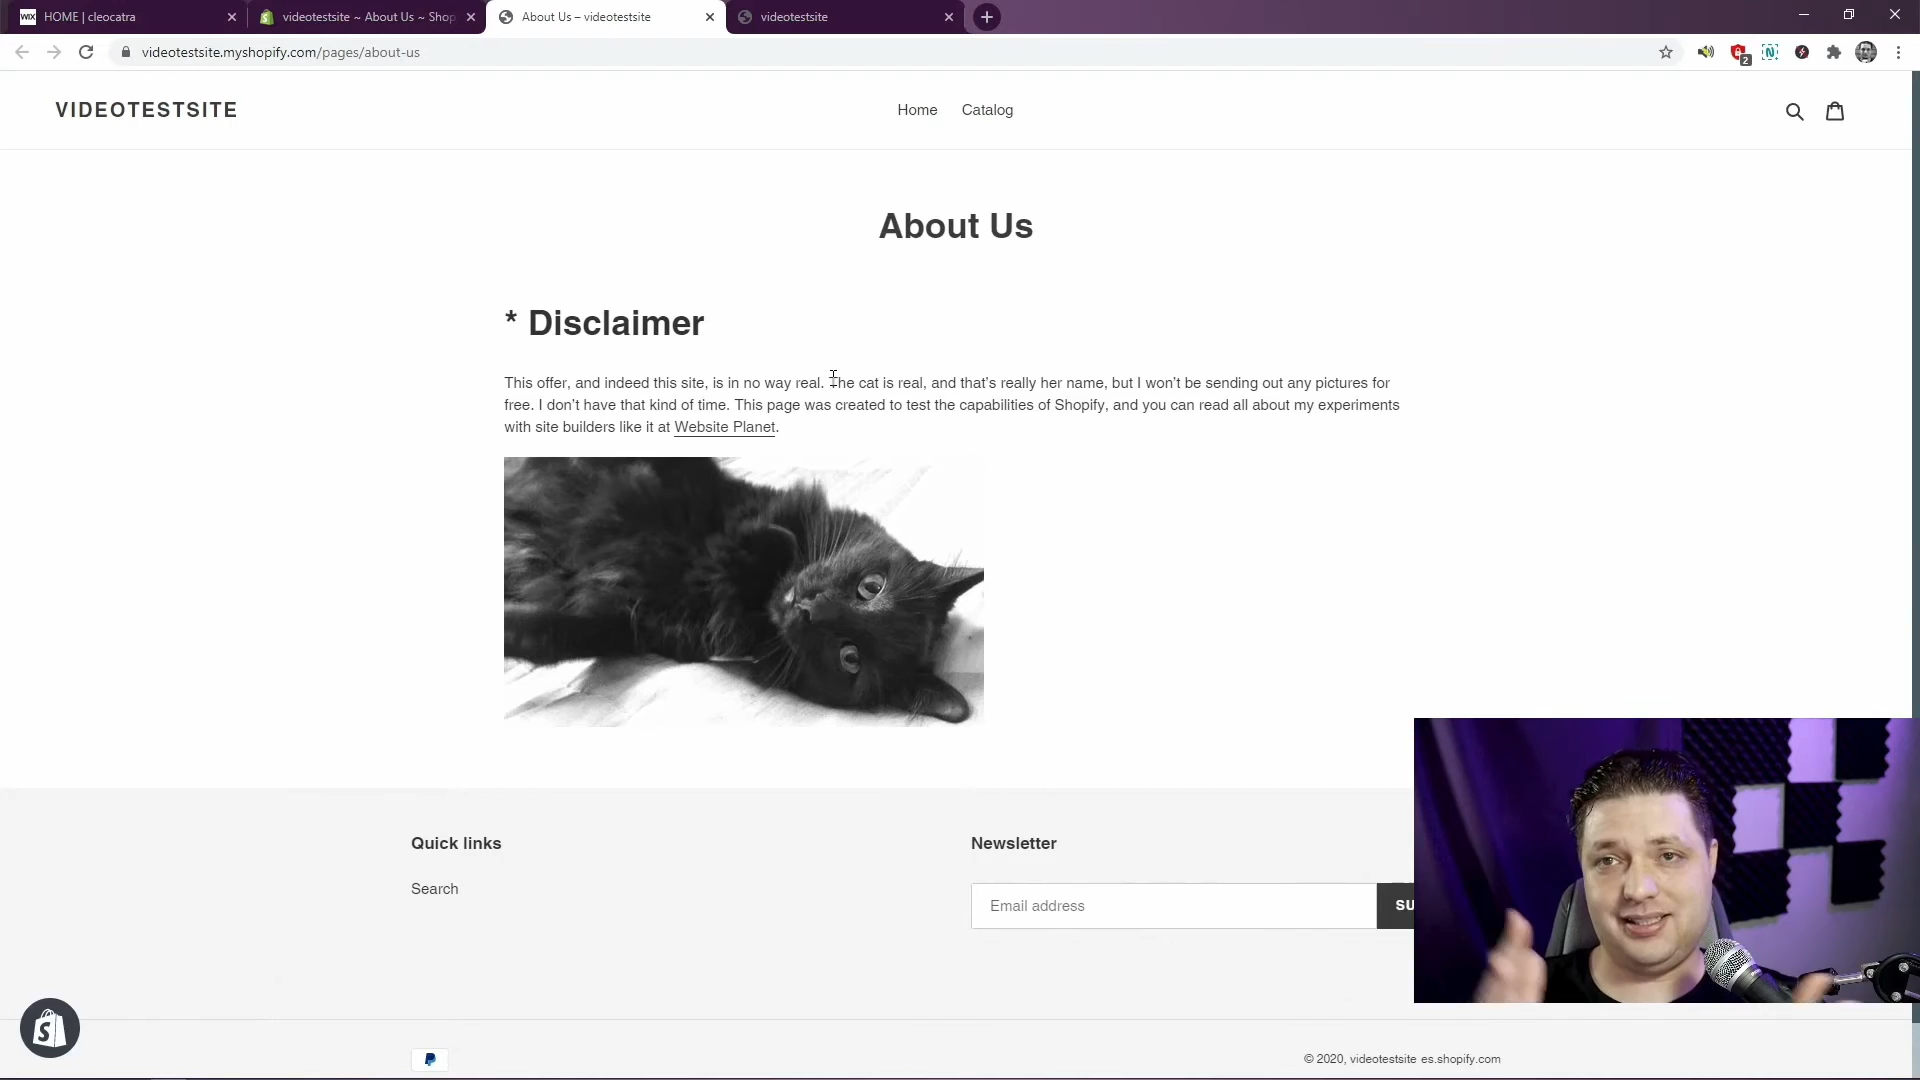 WIX HOME | cleocatra
videotestsite ~ About Us ~ Shop
About Us – videotestsite
videotestsite
videotestsite.myshopify.com/pages/about-us
2
N
VIDEOTESTSITE
Home Catalog
About Us
* Disclaimer
This offer, and indeed this site, is in no way real. The cat is real, and that’s really her name, but I won’t be sending out any pictures for
free. I don’t have that kind of time. This page was created to test the capabilities of Shopify, and you can read all about my experiments
with site builders like it at Website Planet.
Quick links
Search
Newsletter
Email address
SU
© 2020, videotestsite es.shopify.com